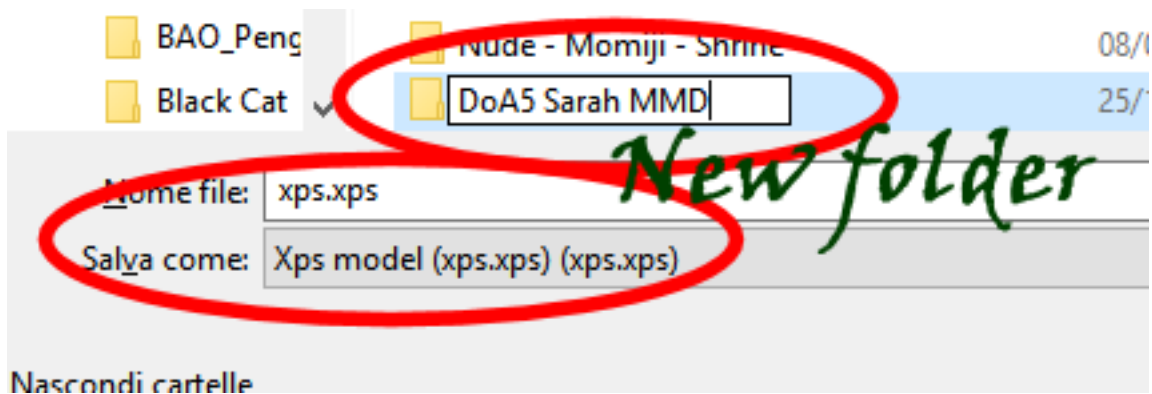 BAO_Peng
Nude - Momiji - Shrine
08/0
Black Cat
DoA5 Sarah MMD
25/1
New folder
Nome file: xps.xps
Salva come: Xps model (xps.xps) (xps.xps)
Nascondi cartelle